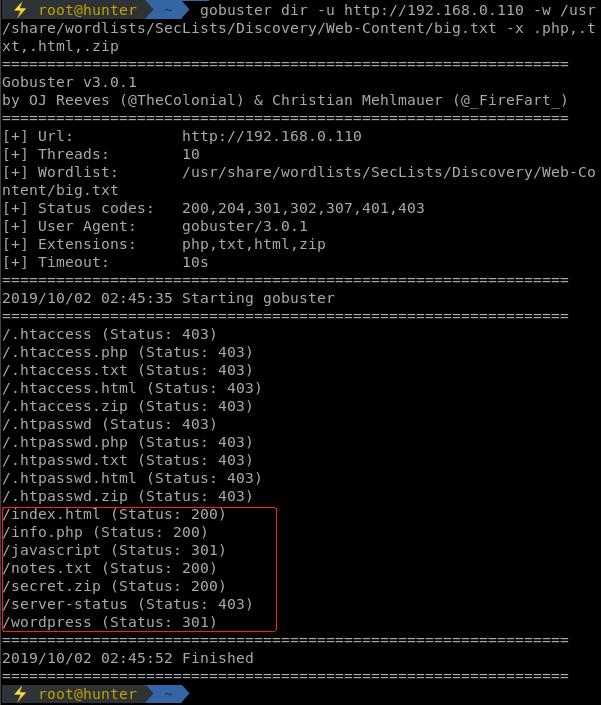 ⚡ root@hunter ~ gobuster dir -u http://192.168.0.110 -w /usr
/share/wordlists/SecLists/Discovery/Web-Content/big.txt -x .php,.t
xt,.html,.zip
===============================================================
Gobuster v3.0.1
by OJ Reeves (@TheColonial) & Christian Mehlmauer (@_FireFart_)
===============================================================
[+] Url:            http://192.168.0.110
[+] Threads:        10
[+] Wordlist:       /usr/share/wordlists/SecLists/Discovery/Web-Co
ntent/big.txt
[+] Status codes:   200,204,301,302,307,401,403
[+] User Agent:     gobuster/3.0.1
[+] Extensions:     php,txt,html,zip
[+] Timeout:        10s
===============================================================
2019/10/02 02:45:35 Starting gobuster
===============================================================
/.htaccess (Status: 403)
/.htaccess.php (Status: 403)
/.htaccess.txt (Status: 403)
/.htaccess.html (Status: 403)
/.htaccess.zip (Status: 403)
/.htpasswd (Status: 403)
/.htpasswd.php (Status: 403)
/.htpasswd.txt (Status: 403)
/.htpasswd.html (Status: 403)
/.htpasswd.zip (Status: 403)
/index.html (Status: 200)
/info.php (Status: 200)
/javascript (Status: 301)
/notes.txt (Status: 200)
/secret.zip (Status: 200)
/server-status (Status: 403)
/wordpress (Status: 301)
===============================================================
2019/10/02 02:45:52 Finished
===============================================================
⚡ root@hunter ~